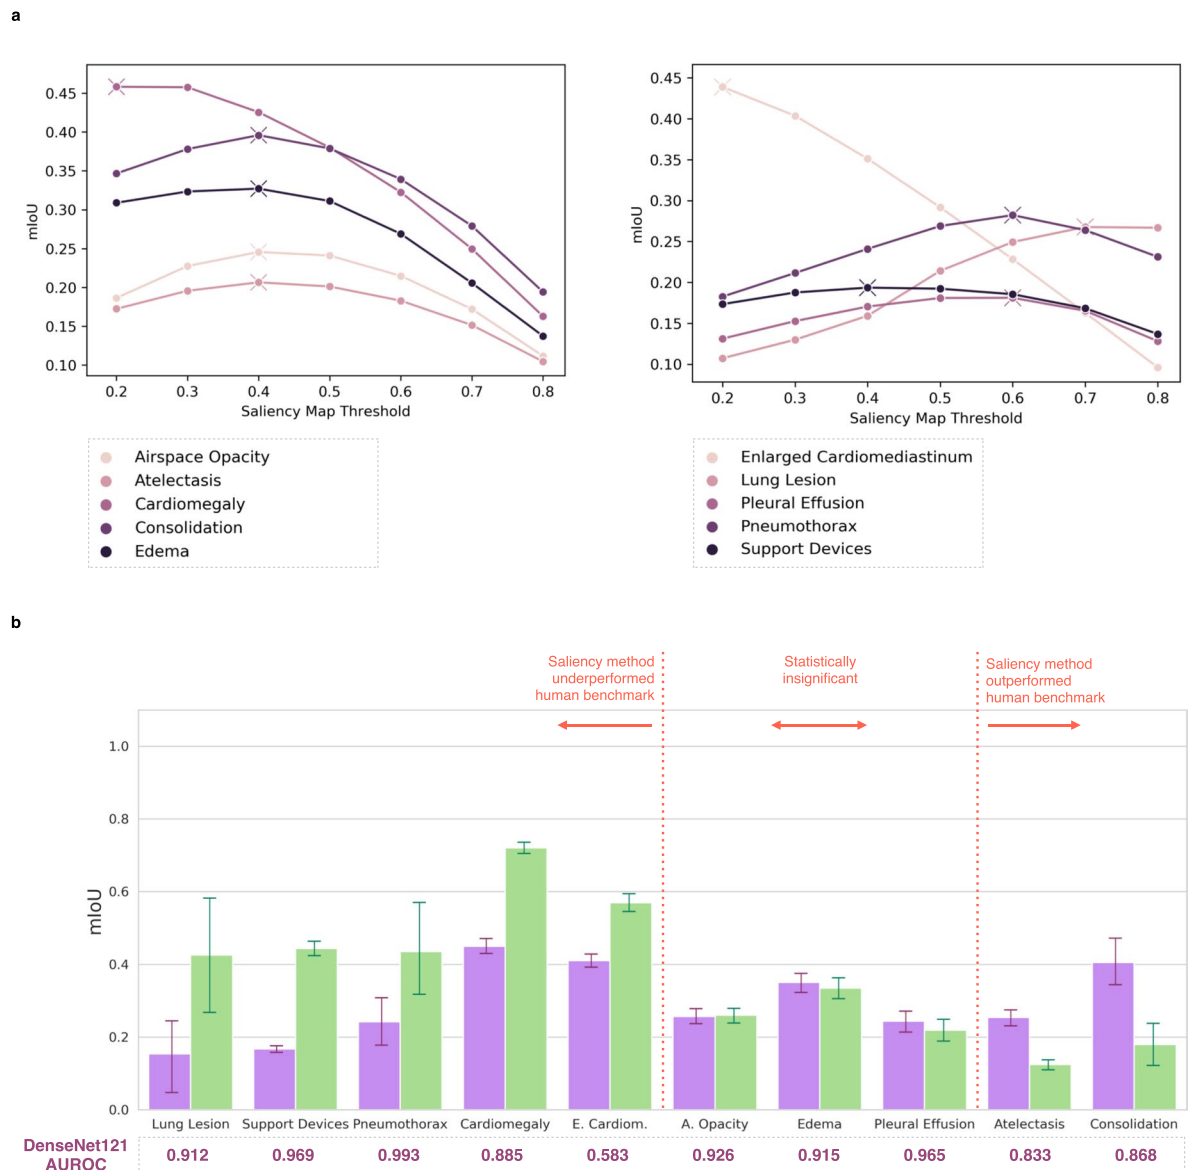 a
0.45
0.40
0.35
0.30
0.25
0.20
0.15
0.10
mIoU
0.2 0.3 0.4 0.5 0.6 0.7 0.8
Saliency Map Threshold
Airspace Opacity
Atelectasis
Cardiomegaly
Consolidation
Edema
0.45
0.40
0.35
0.30
0.25
0.20
0.15
0.10
mIoU
0.2 0.3 0.4 0.5 0.6 0.7 0.8
Saliency Map Threshold
Enlarged Cardiomediastinum
Lung Lesion
Pleural Effusion
Pneumothorax
Support Devices
b
Saliency method
underperformed
human benchmark
Statistically
insignificant
Saliency method
outperformed
human benchmark
1.0
0.8
0.6
0.4
0.2
0.0
mIoU
Lung Lesion Support Devices Pneumothorax Cardiomegaly E. Cardiom. A. Opacity Edema Pleural Effusion Atelectasis Consolidation
DenseNet121
AUROC
0.912 0.969 0.993 0.885 0.583 0.926 0.915 0.965 0.833 0.868